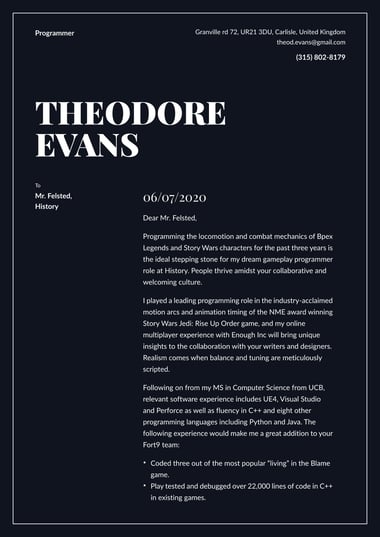 Programmer
Granville rd 72, UR21 3DU, Carlisle, United Kingdom
theod.evans@gmail.com
(315) 802-8179
THEODORE
EVANS
To
Mr. Felsted,
History
06/07/2020
Dear Mr. Felsted,
Programming the locomotion and combat mechanics of Bpex
Legends and Story Wars characters for the past three years is
the ideal stepping stone for my dream gameplay programmer
role at History. People thrive amidst your collaborative and
welcoming culture.
I played a leading programming role in the industry-acclaimed
motion arcs and animation timing of the NME award winning
Story Wars Jedi: Rise Up Order game, and my online
multiplayer experience with Enough Inc will bring unique
insights to the collaboration with your writers and designers.
Realism comes when balance and tuning are meticulously
scripted.
Following on from my MS in Computer Science from UCB,
relevant software experience includes UE4, Visual Studio
and Perforce as well as fluency in C++ and eight other
programming languages including Python and Java. The
following experience would make me a great addition to your
Fort9 team:
• Coded three out of the most popular "living" in the Blame
game.
• Play tested and debugged over 22,000 lines of code in C++
in existing games.